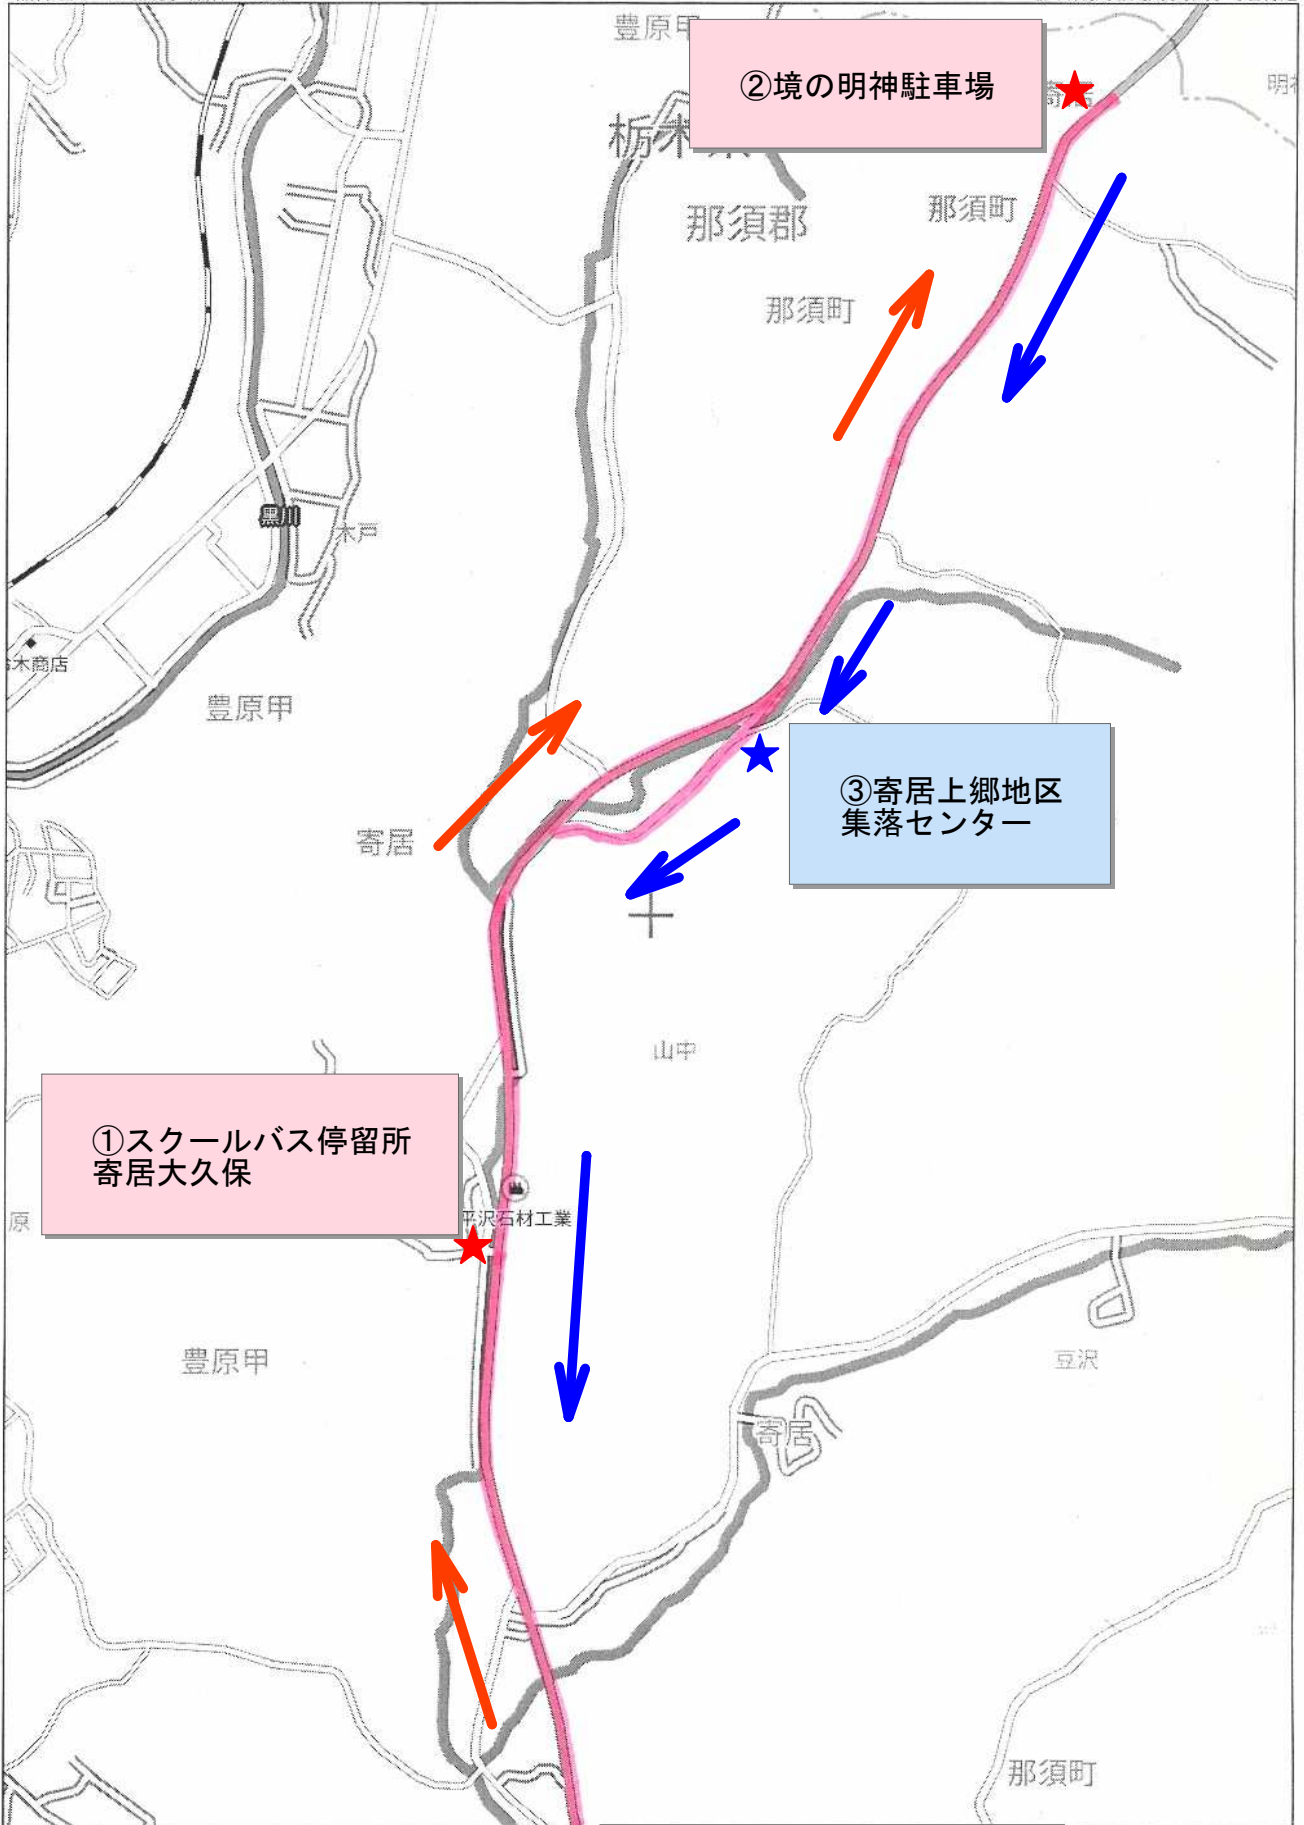 豊原甲
②境の明神駐車場
寄居
栃木県
那須町
那須郡
那須町
黒川
木戸
木商店
豊原甲
寄居
③寄居上郷地区
集落センター
山中
①スクールバス停留所
寄居大久保
原
平沢石材工業
豊原甲
豆沢
寄居
那須町